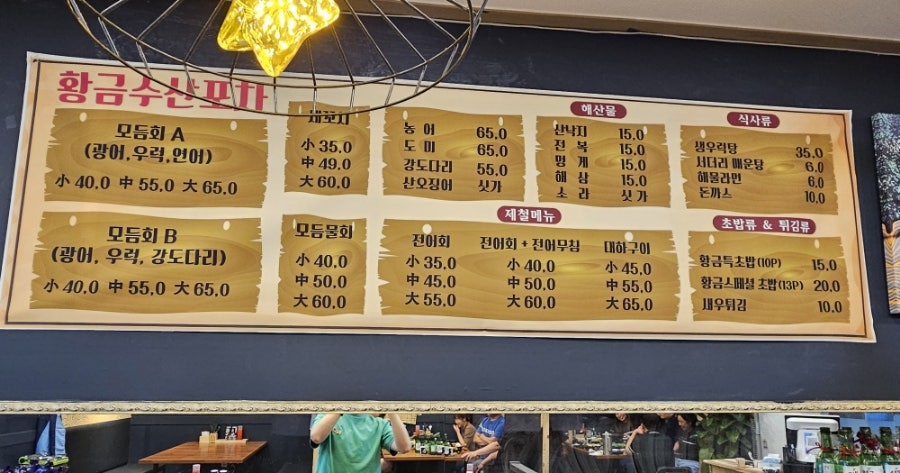 황금수산포차
모듬회 A
(광어,우럭,연어)
小 40.0 中 55.0 大 65.0
세꼬시
小 35.0
中 49.0
大 60.0
농 어 65.0
도 미 65.0
강도다리 55.0
산오징어 싯가
해산물
산낙지 15.0
전 복 15.0
멍 게 15.0
해 삼 15.0
소 라 싯 가
식사류
생우럭탕 35.0
서더리 매운탕 6.0
해물라면 6.0
돈까스 10.0
모듬회 B
(광어, 우럭, 강도다리)
小 40.0 中 55.0 大 65.0
모듬물회
小 40.0
中 50.0
大 60.0
제철메뉴
전어회 전어회 + 전어무침 대하구이
小 35.0 小 40.0 小 45.0
中 45.0 中 50.0 中 55.0
大 55.0 大 60.0 大 65.0
초밥류 & 튀김류
황금특초밥(10P) 15.0
황금스페셜 초밥(13P) 20.0
새우튀김 10.0